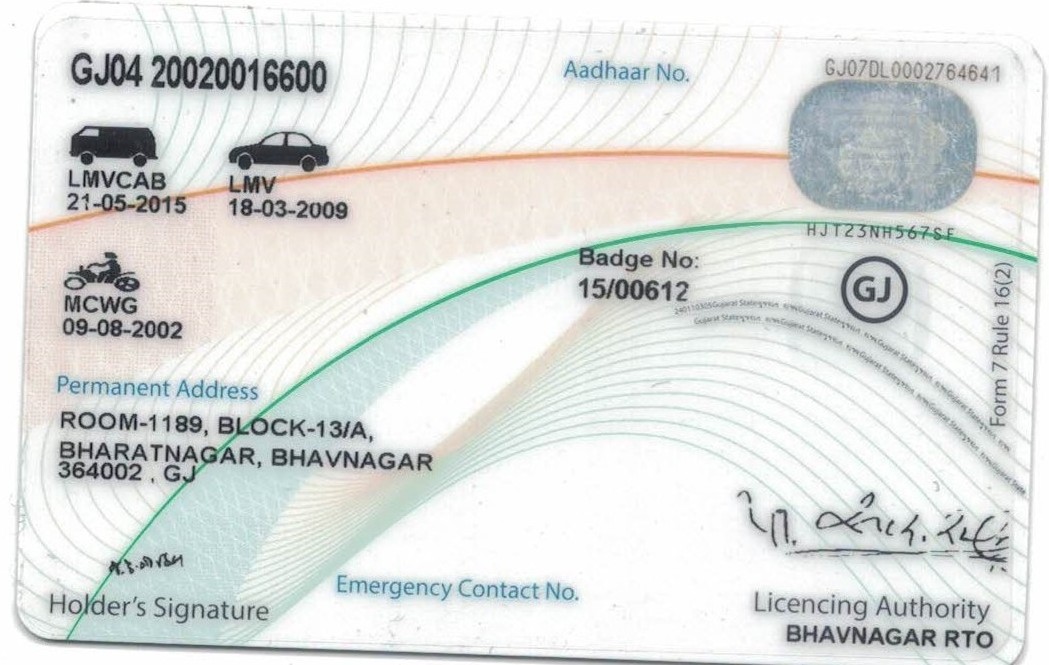 GJ04 20020016600
Aadhaar No.
GJ07DL0002764641
LMVCAB
21-05-2015
LMV
18-03-2009
HJT23NH567SF
MCWG
09-08-2002
Badge No:
15/00612
GJ
Form 7 Rule 16(2)
Permanent Address
ROOM-1189, BLOCK-13/A,
BHARATNAGAR, BHAVNAGAR
364002 , GJ
Holder's Signature
Emergency Contact No.
Licencing Authority
BHAVNAGAR RTO